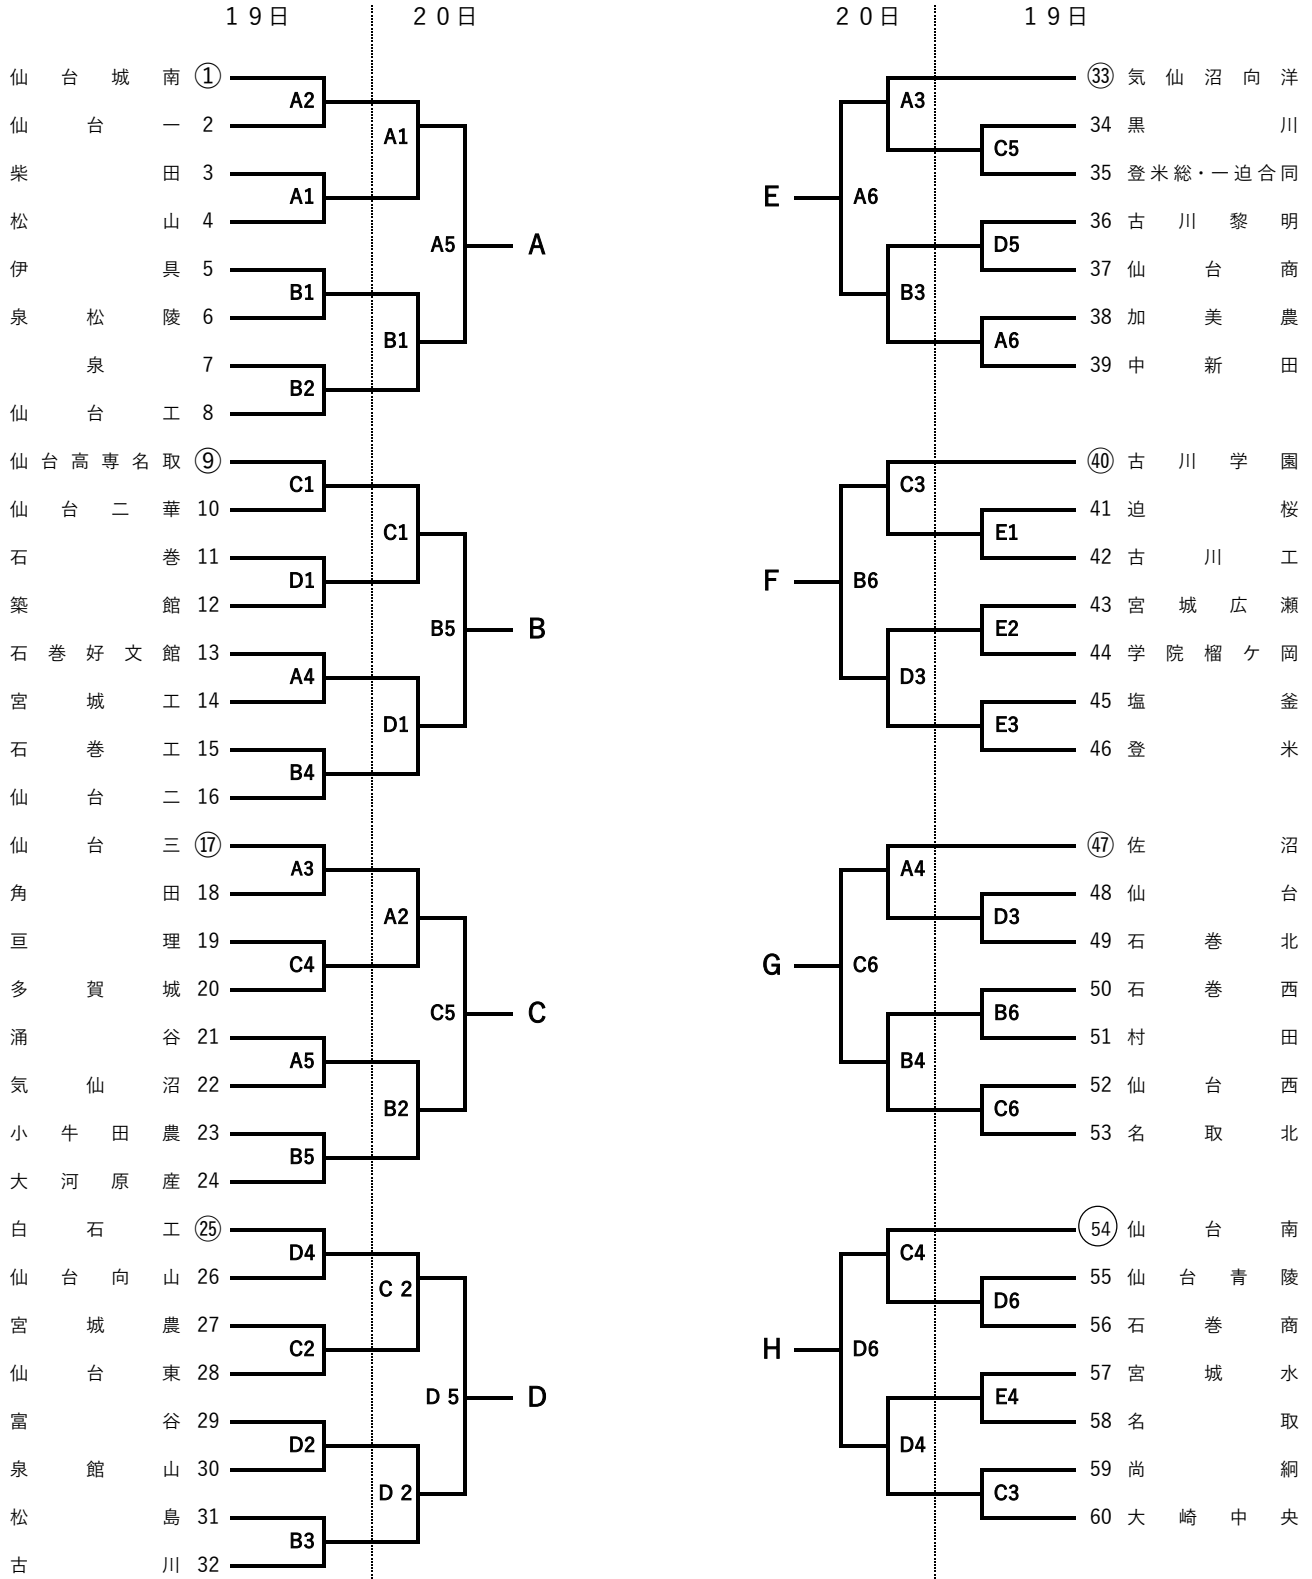 19日 20日
仙台城南 ①
A2
仙台一 2
A1
柴田 3
A1
松山 4
A5 A
伊具 5
B1
泉松陵 6
B1
泉 7
B2
仙台工 8
仙台高専名取 ⑨
C1
仙台二華 10
C1
石巻 11
D1
築館 12
B5 B
石巻好文館 13
A4
宮城工 14
D1
石巻工 15
B4
仙台二 16
仙台三 ⑰
A3
角田 18
A2
亘理 19
C4
多賀城 20
C5 C
涌谷 21
A5
気仙沼 22
B2
小牛田農 23
B5
大河原産 24
白石工 ㉕
D4
仙台向山 26
C 2
宮城農 27
C2
仙台東 28
D 5 D
富谷 29
D2
泉館山 30
D 2
松島 31
B3
古川 32
20日 19日
㉝ 気仙沼向洋
A3
34 黒川
C5
35 登米総・一迫合同
E A6
36 古川黎明
D5
37 仙台商
B3
38 加美農
A6
39 中新田
㊵ 古川学園
C3
41 迫桜
E1
42 古川工
F B6
43 宮城広瀬
E2
44 学院榴ケ岡
D3
45 塩釜
E3
46 登米
㊼ 佐沼
A4
48 仙台
D3
49 石巻北
G C6
50 石巻西
B6
51 村田
B4
52 仙台西
C6
53 名取北
54 仙台南
C4
55 仙台青陵
D6
56 石巻商
H D6
57 宮城水
E4
58 名取
D4
59 尚絅
C3
60 大崎中央